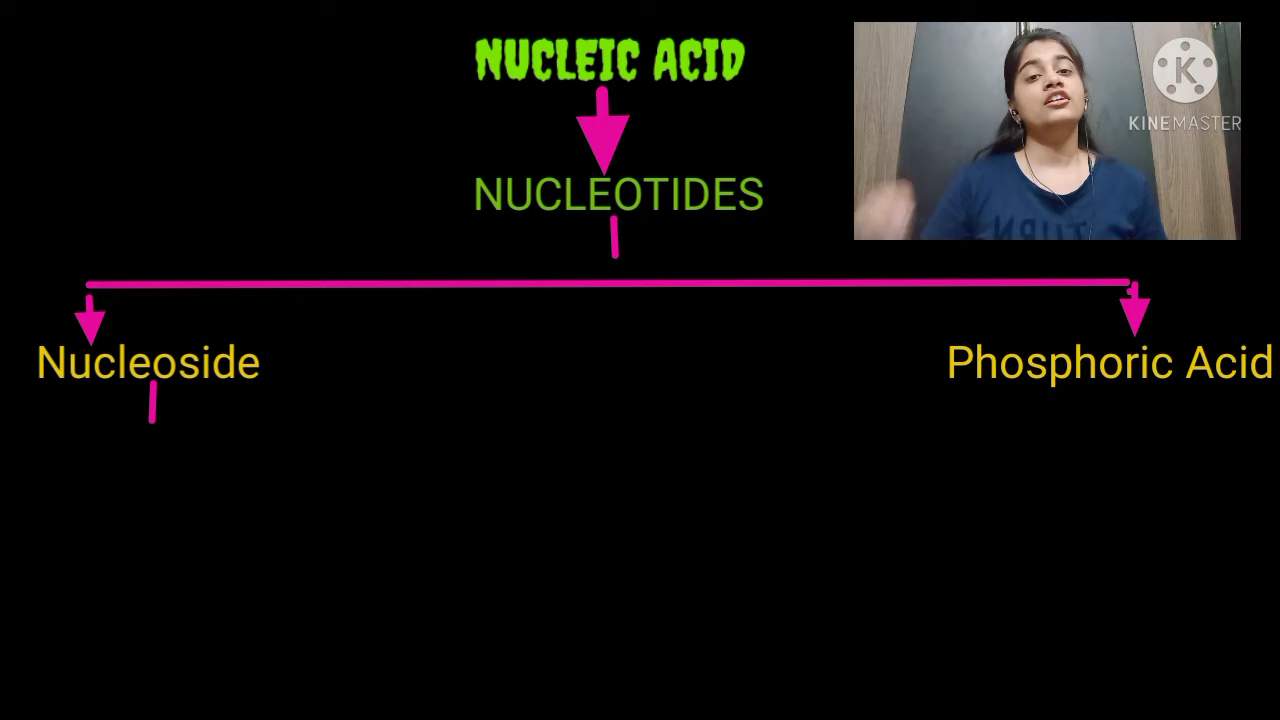 NUCLEIC ACID
K
KINEMASTER
NUCLEOTIDES
Nucleoside
Phosphoric Acid